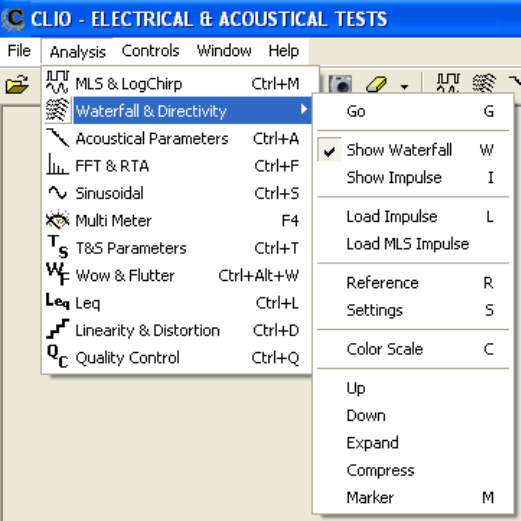 CLIO - ELECTRICAL & ACOUSTICAL TESTS
File Analysis Controls Window Help
MLS & LogChirp Ctrl+M
Waterfall & Directivity
Acoustical Parameters Ctrl+A
FFT & RTA Ctrl+F
Sinusoidal Ctrl+S
Multi Meter F4
T&S Parameters Ctrl+T
Wow & Flutter Ctrl+Alt+W
Leq Leq Ctrl+L
Linearity & Distortion Ctrl+D
Quality Control Ctrl+Q
Go G
Show Waterfall W
Show Impulse I
Load Impulse L
Load MLS Impulse
Reference R
Settings S
Color Scale C
Up
Down
Expand
Compress
Marker M